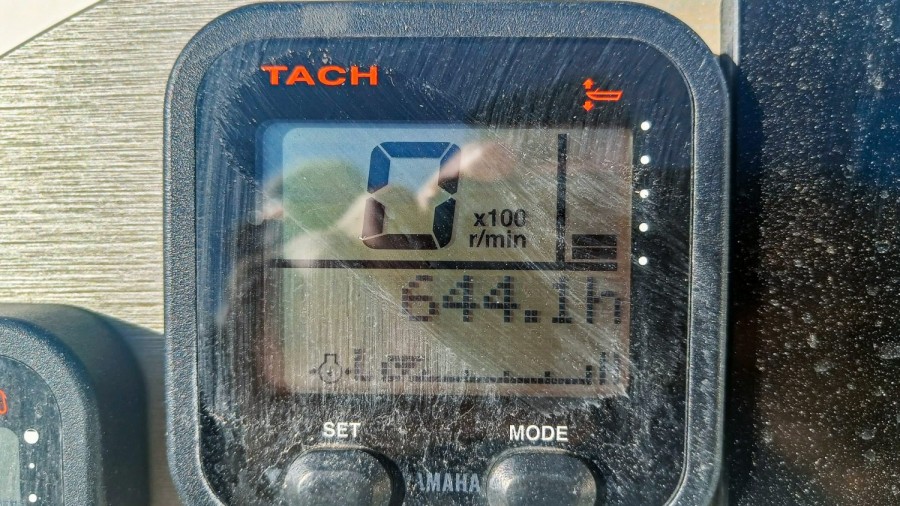 TACH
0
x100
r/min
644.1h
SET
MODE
YAMAHA